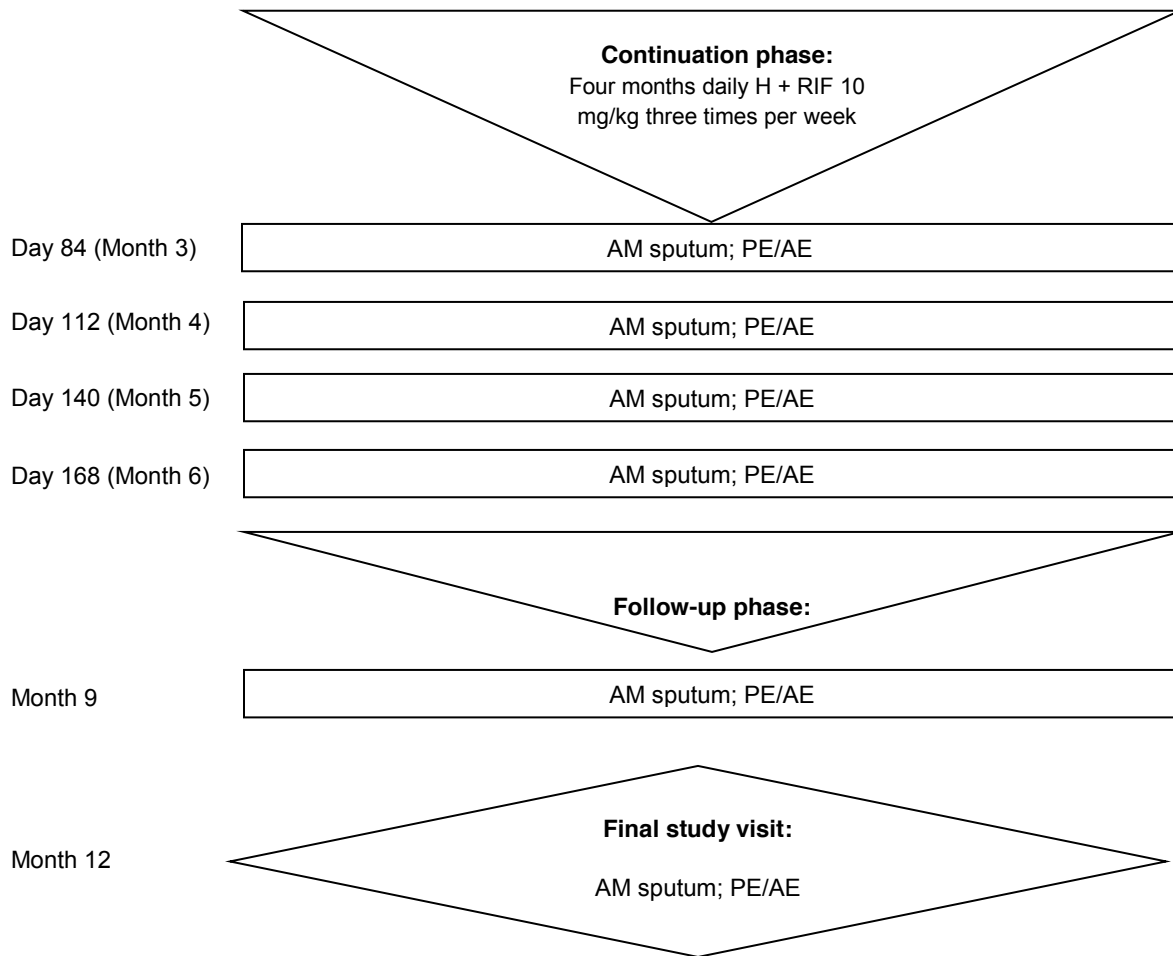 Continuation phase:
Four months daily H + RIF 10
mg/kg three times per week
Day 84 (Month 3)
AM sputum; PE/AE
Day 112 (Month 4)
AM sputum; PE/AE
Day 140 (Month 5)
AM sputum; PE/AE
Day 168 (Month 6)
AM sputum; PE/AE
Follow-up phase:
Month 9
AM sputum; PE/AE
Final study visit:
Month 12
AM sputum; PE/AE